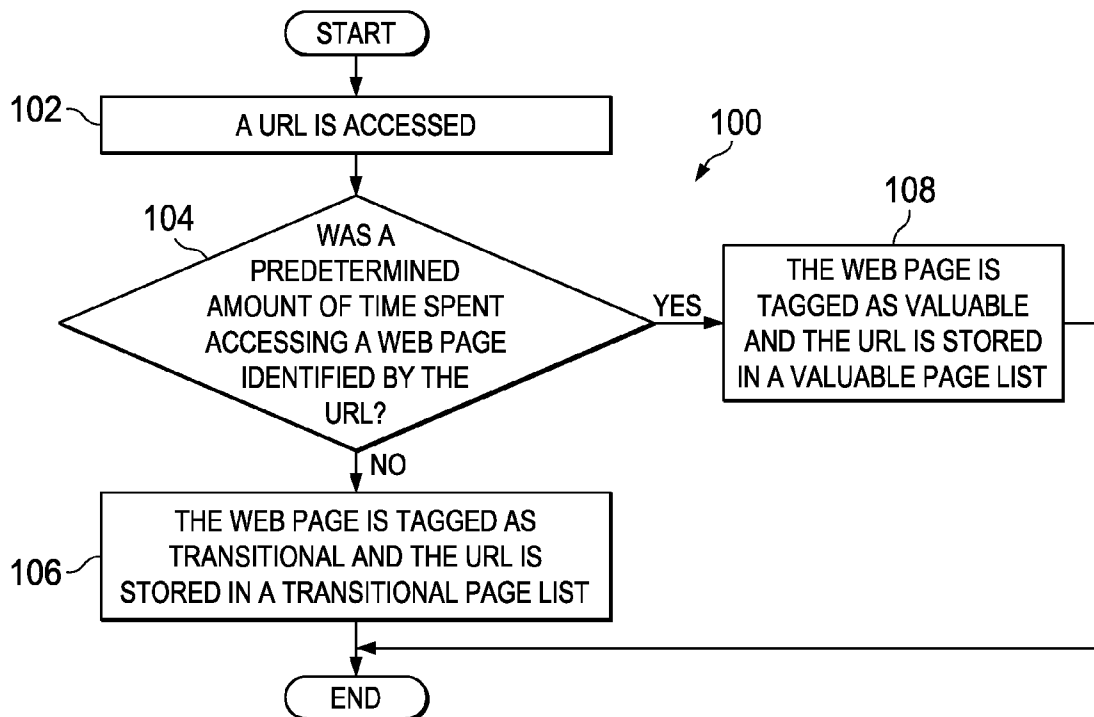 START
102
A URL IS ACCESSED
100
104
WAS A
PREDETERMINED
AMOUNT OF TIME SPENT
ACCESSING A WEB PAGE
IDENTIFIED BY THE
URL?
YES
108
THE WEB PAGE IS
TAGGED AS VALUABLE
AND THE URL IS STORED
IN A VALUABLE PAGE LIST
NO
106
THE WEB PAGE IS TAGGED AS
TRANSITIONAL AND THE URL IS
STORED IN A TRANSITIONAL PAGE LIST
END